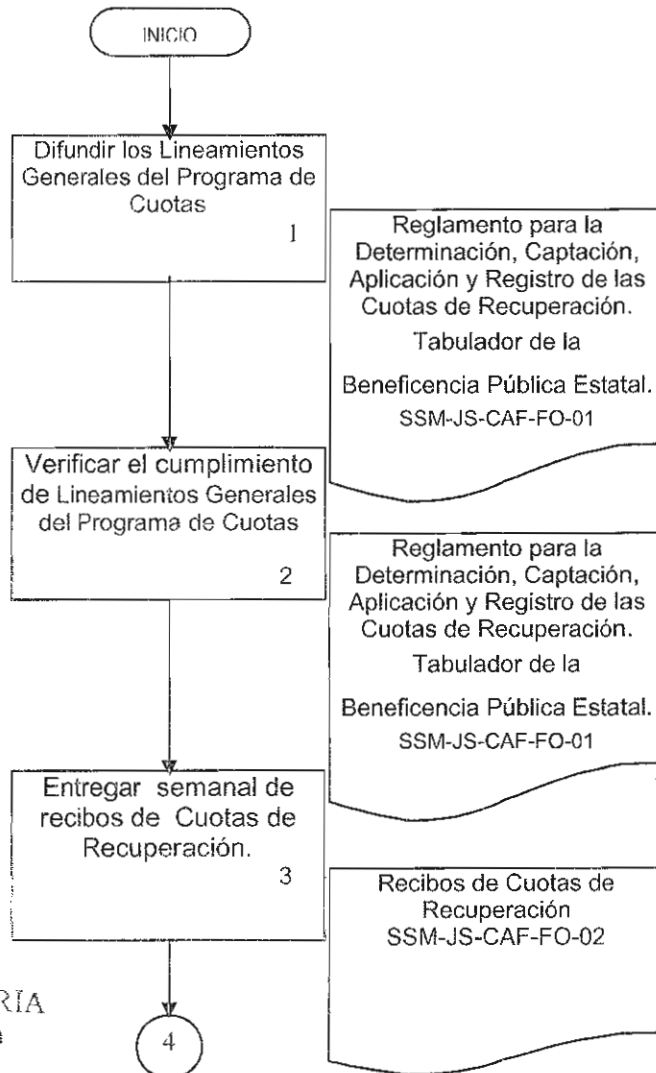 INICIO
Difundir los Lineamientos
Generales del Programa de
Cuotas
1
Reglamento para la
Determinación, Captación,
Aplicación y Registro de las
Cuotas de Recuperación.
Tabulador de la
Beneficencia Pública Estatal.
SSM-JS-CAF-FO-01
Verificar el cumplimiento
de Lineamientos Generales
del Programa de Cuotas
2
Reglamento para la
Determinación, Captación,
Aplicación y Registro de las
Cuotas de Recuperación.
Tabulador de la
Beneficencia Pública Estatal.
SSM-JS-CAF-FO-01
Entregar semanal de
recibos de Cuotas de
Recuperación.
3
Recibos de Cuotas de
Recuperación
SSM-JS-CAF-FO-02
RIA
4